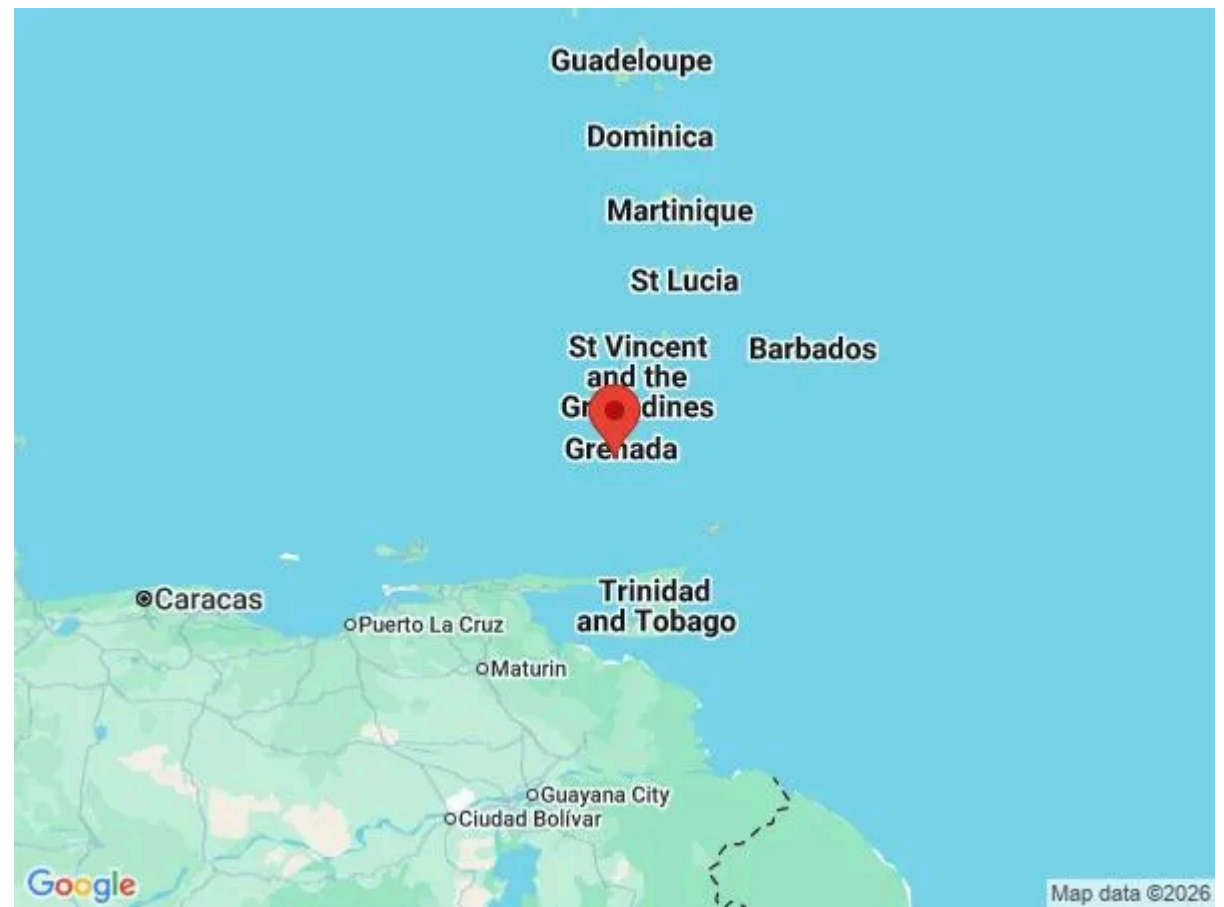 Guadeloupe
Dominica
Martinique
St Lucia
St Vincent
and the
Barbados
Grenada
Trinidad
and Tobago
Caracas
Puerto La Cruz
Maturin
Guayana City
Ciudad Bolívar
Google
Map data ©2026